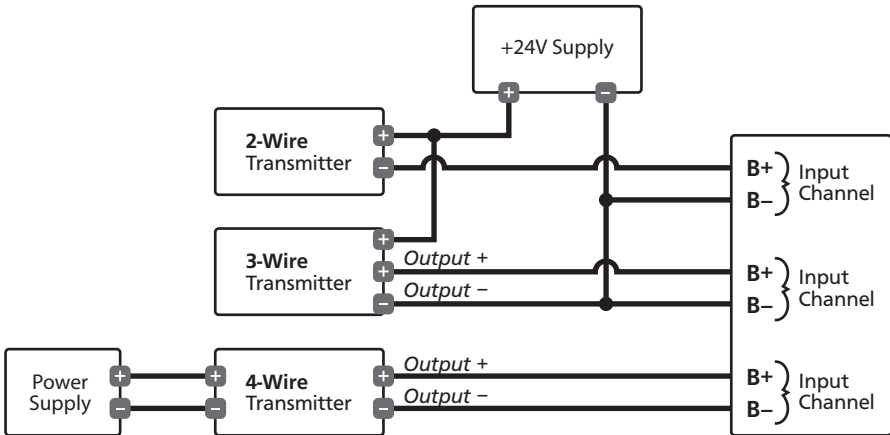 +24V Supply
+ −
2-Wire
Transmitter
+
−
B+
B−
Input
Channel
3-Wire
Transmitter
+
+
−
Output +
Output −
B+
B−
Input
Channel
Power
Supply
+
−
+
−
4-Wire
Transmitter
+
−
Output +
Output −
B+
B−
Input
Channel